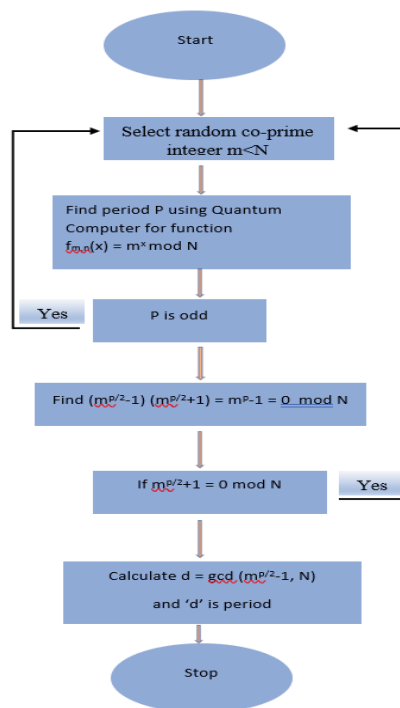 Start
Select random co-prime
integer m<N
Find period P using Quantum
Computer for function
fₘ,ₙ(x) = mˣ mod N
Yes
P is odd
Find (mᵖ/²-1) (mᵖ/²+1) = mᵖ-1 = 0 mod N
If mᵖ/²+1 = 0 mod N
Yes
Calculate d = gcd (mᵖ/²-1, N)
and ‘d’ is period
Stop